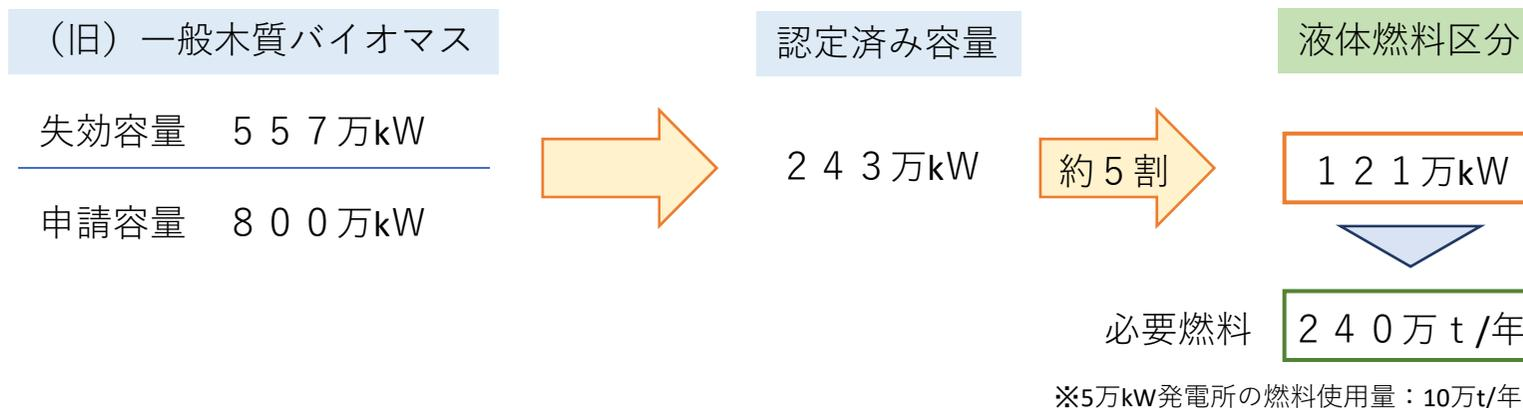 （旧）一般木質バイオマス
失効容量　５５７万kW
申請容量　８００万kW
認定済み容量
２４３万kW
約５割
液体燃料区分
１２１万kW
必要燃料　２４０万ｔ/年
※5万kW発電所の燃料使用量：10万t/年